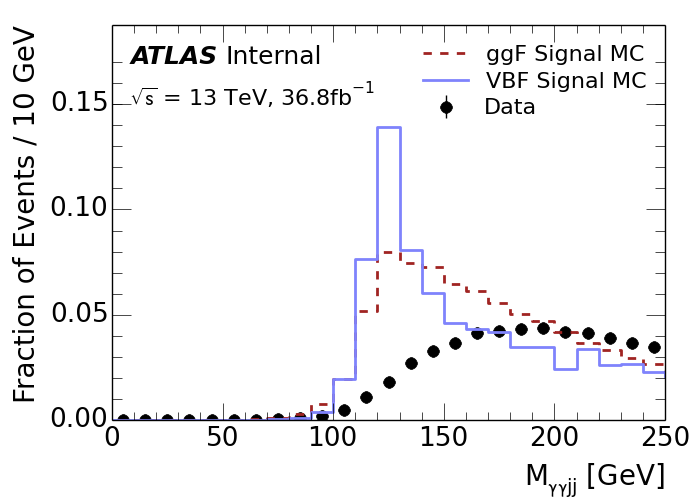 ATLAS Internal
√s = 13 TeV, 36.8fb⁻¹
ggF Signal MC
VBF Signal MC
Data
Fraction of Events / 10 GeV
0.15
0.10
0.05
0.00
0 50 100 150 200 250
M_γγjj [GeV]